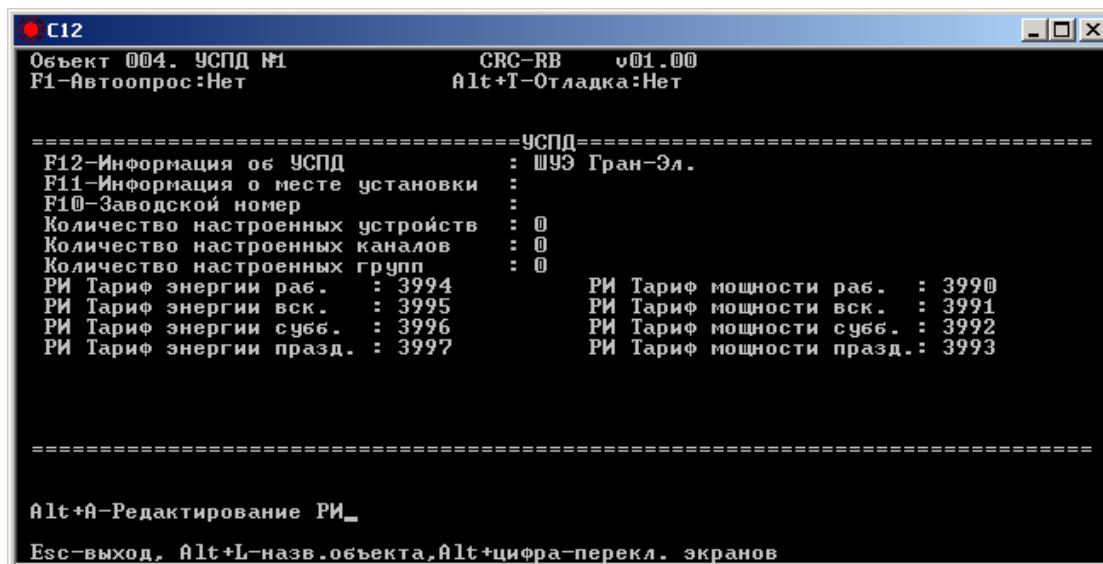 C12
Объект 004. УСПД №1 CRC-RB v01.00
F1-Автоопрос:Нет Alt+T-Отладка:Нет
===================================УСПД=====================================
F12-Информация об УСПД : ШУЭ Гран-Эл.
F11-Информация о месте установки :
F10-Заводской номер :
Количество настроенных устройств : 0
Количество настроенных каналов : 0
Количество настроенных групп : 0
РИ Тариф энергии раб. : 3994 РИ Тариф мощности раб. : 3990
РИ Тариф энергии вск. : 3995 РИ Тариф мощности вск. : 3991
РИ Тариф энергии субб. : 3996 РИ Тариф мощности субб. : 3992
РИ Тариф энергии празд. : 3997 РИ Тариф мощности празд.: 3993
=============================================================================
Alt+A-Редактирование РИ_
Esc-выход, Alt+L-назв.объекта,Alt+цифра-перекл. экранов